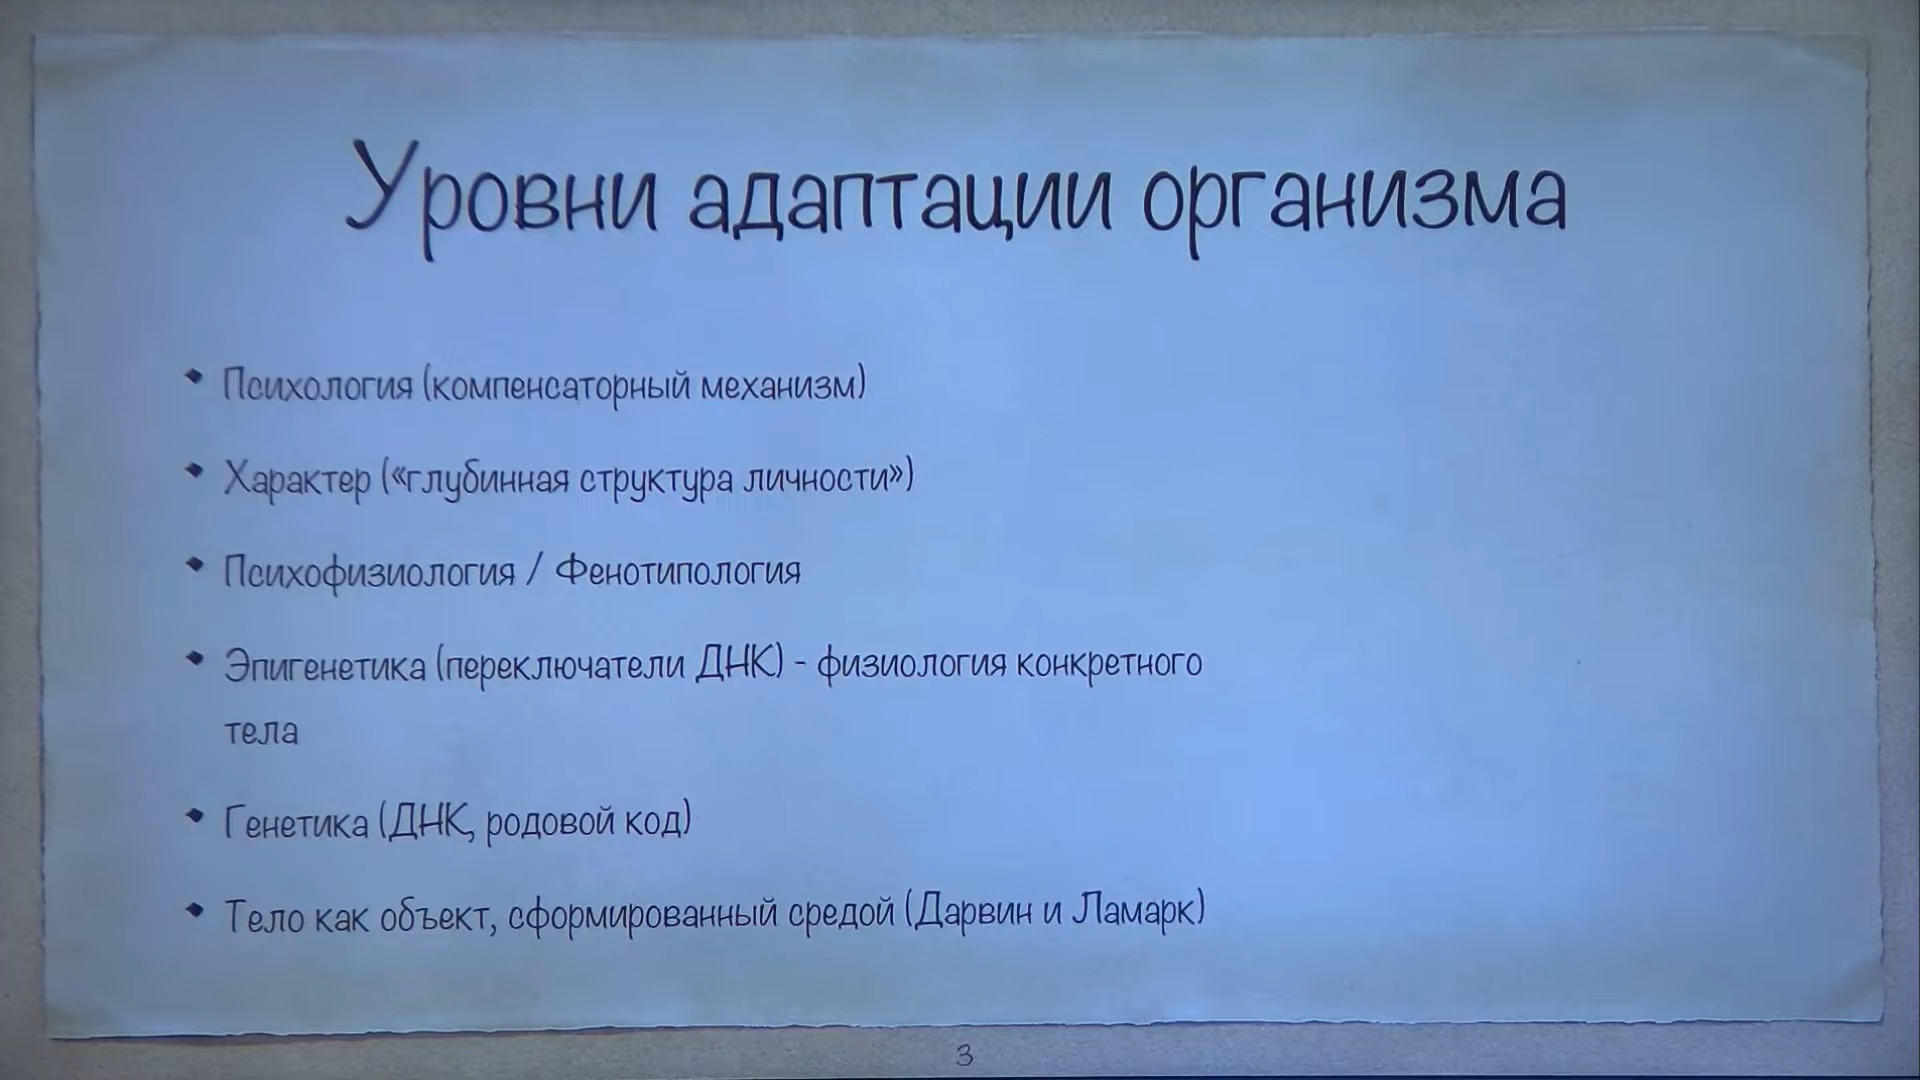 Уровни адаптации организма
Психология (компенсаторный механизм)
Характер («глубинная структура личности»)
Психофизиология / Фенотипология
Эпигенетика (переключатели ДНК) - физиология конкретного
тела
Генетика (ДНК, родовой код)
Тело как объект, сформированный средой (Дарвин и Ламарк)
3